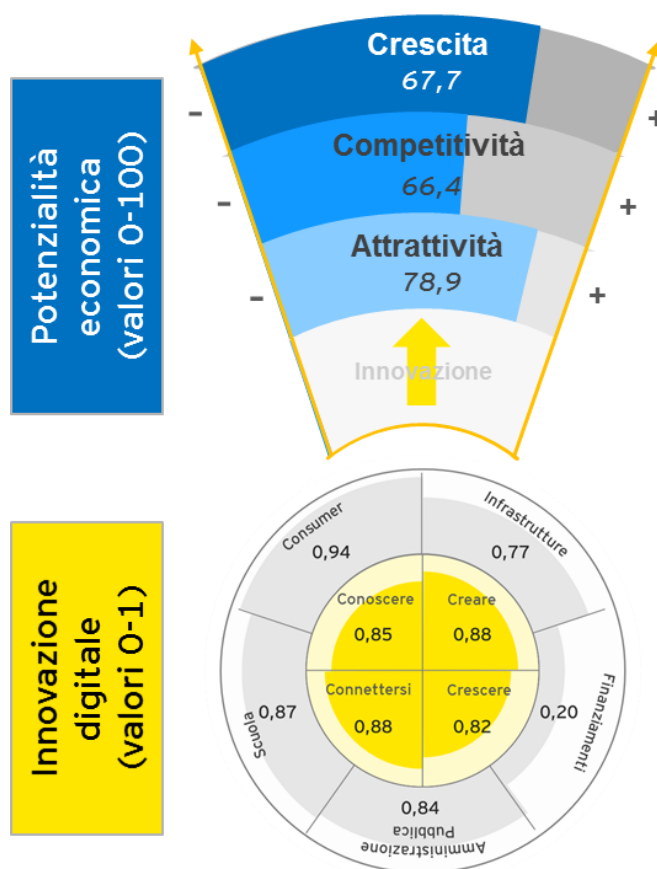 Potenzialità
economica
(valori 0-100)
Crescita
67,7
-
+
Competitività
66,4
-
+
Attrattività
78,9
-
+
Innovazione
Innovazione
digitale
(valori 0-1)
Consumer
0,94
Infrastrutture
0,77
Conoscere
0,85
Creare
0,88
Connettersi
0,88
Crescere
0,82
Scuola
0,87
Finanziamenti
0,20
0,84
Pubblica
Amministrazione